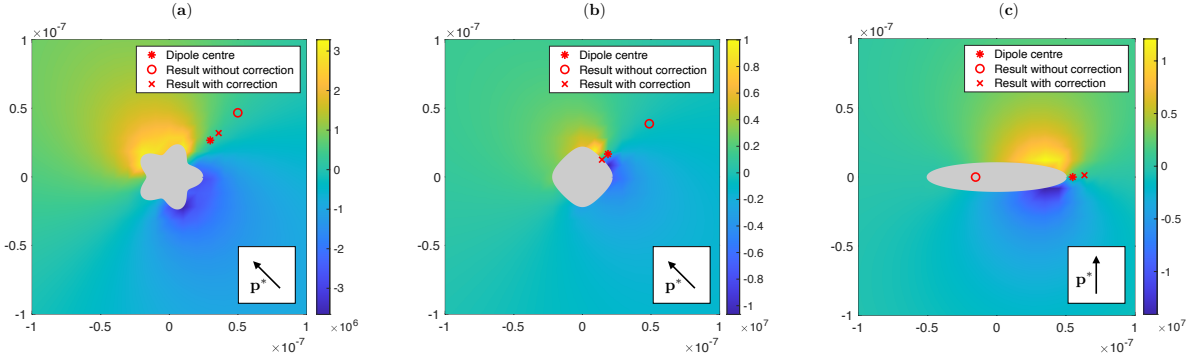 (a)
1 ×10⁻⁷
Dipole centre
Result without correction
Result with correction
0.5
0
-0.5
-1
-1 -0.5 0 0.5 1
×10⁻⁷
p*
3
2
1
0
-1
-2
-3
×10⁶
(b)
1 ×10⁻⁷
Dipole centre
Result without correction
Result with correction
0.5
0
-0.5
-1
-1 -0.5 0 0.5 1
×10⁻⁷
p*
1
0.8
0.6
0.4
0.2
0
-0.2
-0.4
-0.6
-0.8
-1
×10⁷
(c)
1 ×10⁻⁷
Dipole centre
Result without correction
Result with correction
0.5
0
-0.5
-1
-1 -0.5 0 0.5 1
×10⁻⁷
p*
1
0.5
0
-0.5
-1
×10⁷